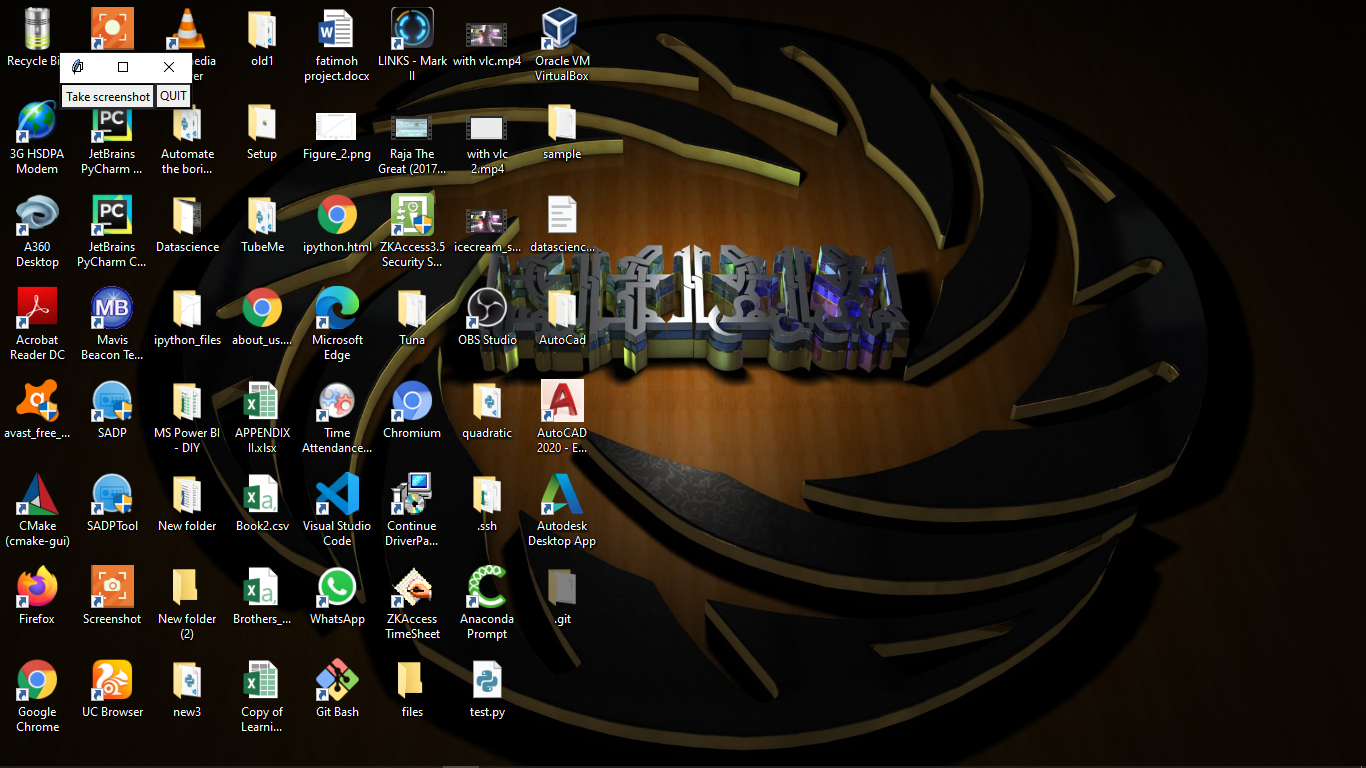 Recycle Bi
media
er
old1
fatimoh
project.docx
LINKS - Mark
II
with vlc.mp4
Oracle VM
VirtualBox
Take screenshot
QUIT
3G HSDPA
Modem
PC
JetBrains
PyCharm ...
Automate
the bori...
Setup
Figure_2.png
Raja The
Great (2017...
with vlc
2.mp4
sample
A360
Desktop
PC
JetBrains
PyCharm C...
Datascience
TubeMe
ipython.html
ZKAccess3.5
Security S...
icecream_s...
datascienc...
Acrobat
Reader DC
MB
Mavis
Beacon Te...
ipython_files
about_us....
Microsoft
Edge
Tuna
OBS Studio
AutoCad
avast_free_...
SADP
MS Power BI
- DIY
APPENDIX
II.xlsx
Time
Attendance...
Chromium
quadratic
AutoCAD
2020 - E...
CMake
(cmake-gui)
SADPTool
New folder
Book2.csv
Visual Studio
Code
Continue
DriverPa...
.ssh
Autodesk
Desktop App
Firefox
Screenshot
New folder
(2)
Brothers_...
WhatsApp
ZKAccess
TimeSheet
Anaconda
Prompt
.git
Google
Chrome
UC Browser
new3
Copy of
Learni...
Git Bash
files
test.py